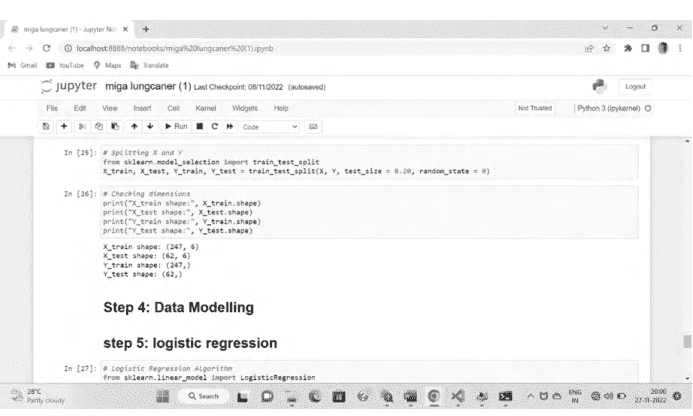 miga lungcaner (1) - Jupyter Not
localhost:8888/notebooks/miga%20lungcaner%20(1).ipynb
Gmail YouTube Maps Translate
jupyter miga lungcaner (1) Last Checkpoint: 08/11/2022 (autosaved)
Logout
File Edit View Insert Cell Kernel Widgets Help
Not Trusted Python 3 (ipykernel)
Run Code
In [25]: # Splitting X and Y
from sklearn.model_selection import train_test_split
X_train, X_test, Y_train, Y_test = train_test_split(X, Y, test_size = 0.20, random_state = 0)
In [26]: # Checking dimensions
print("X_train shape:", X_train.shape)
print("X_test shape:", X_test.shape)
print("Y_train shape:", Y_train.shape)
print("Y_test shape:", Y_test.shape)
X_train shape: (247, 6)
X_test shape: (62, 6)
Y_train shape: (247,)
Y_test shape: (62,)
Step 4: Data Modelling
step 5: logistic regression
In [27]: # Logistic Regression Algorithm
from sklearn.linear_model import LogisticRegression
28°C
Partly cloudy
Search
ENG
IN
20:00
27-11-2022